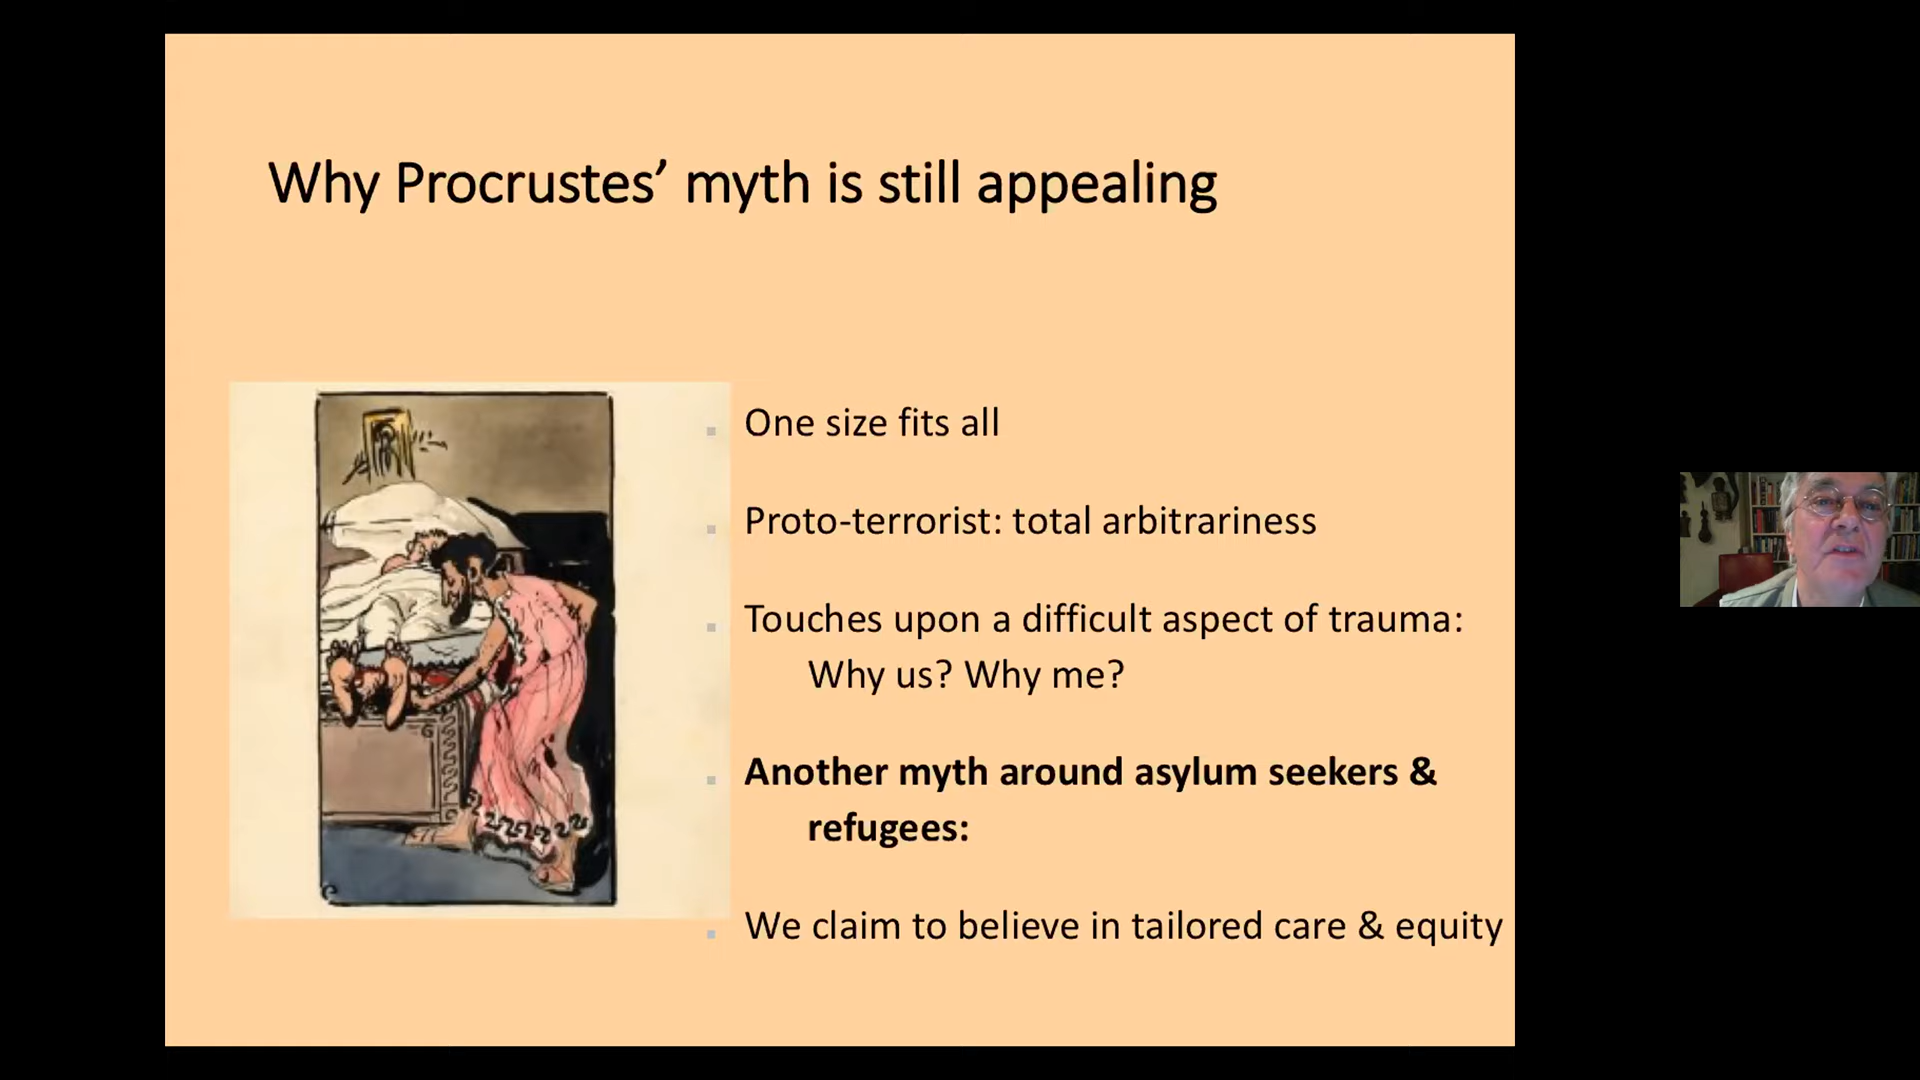 Why Procrustes’ myth is still appealing
One size fits all
Proto-terrorist: total arbitrariness
Touches upon a difficult aspect of trauma:
Why us? Why me?
Another myth around asylum seekers &
refugees:
We claim to believe in tailored care & equity